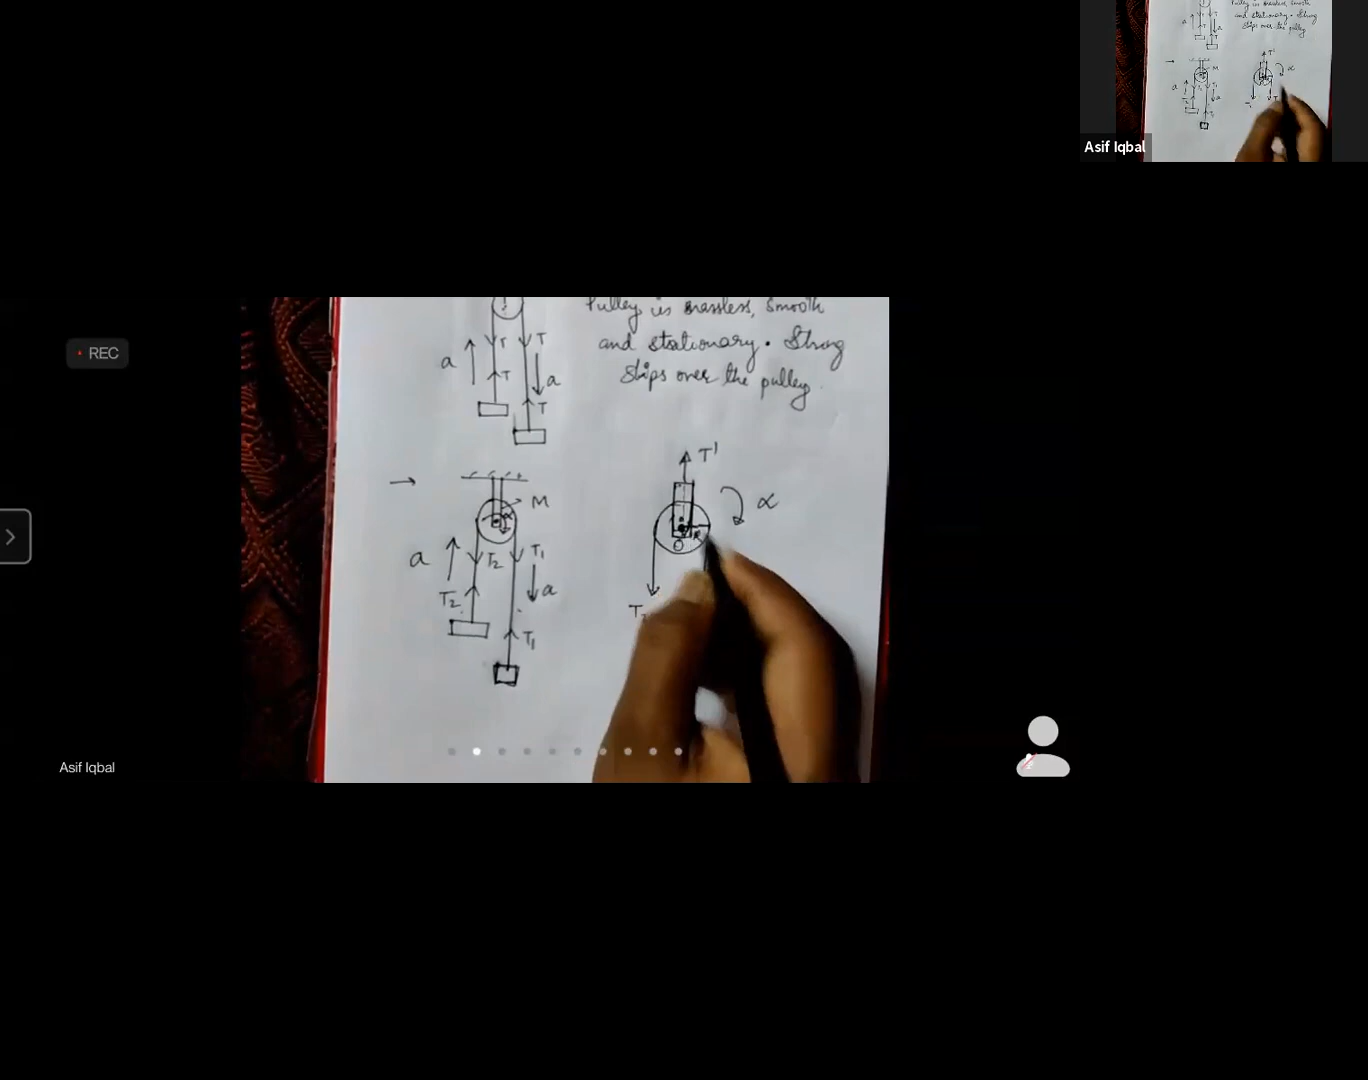 Asif Iqbal
REC
Pulley is massless, smooth
and stationary. String
slips over the pulley.
a
T
T
T
a
T
T'
M
α
α
a
T2
T1
a
T2
T1
O
R
Asif Iqbal